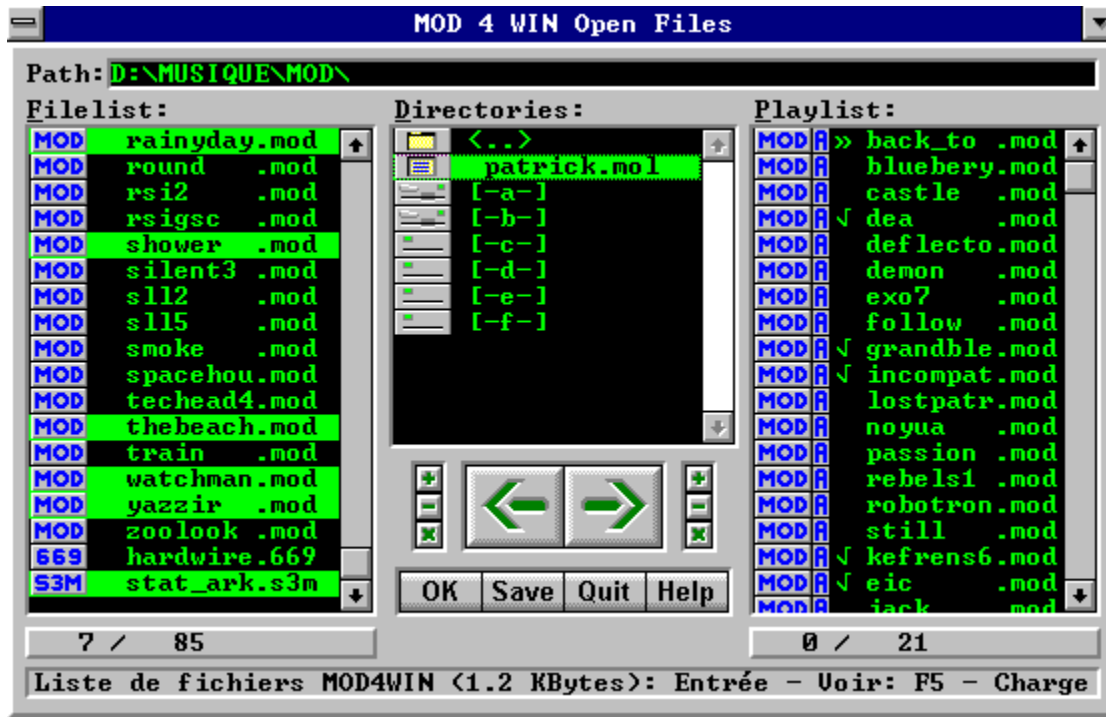 MOD 4 WIN Open Files
Path: D:\MUSIQUE\MOD\
Filelist:
MOD rainyday.mod
MOD round .mod
MOD rsi2 .mod
MOD rsigsc .mod
MOD shower .mod
MOD silent3 .mod
MOD sll2 .mod
MOD sll5 .mod
MOD smoke .mod
MOD spacehou.mod
MOD techead4.mod
MOD thebeach.mod
MOD train .mod
MOD watchman.mod
MOD yazzir .mod
MOD zoolook .mod
669 hardwire.669
S3M stat_ark.s3m
7 / 85
Directories:
<..>
patrick.mol
[-a-]
[-b-]
[-c-]
[-d-]
[-e-]
[-f-]
OK Save Quit Help
Playlist:
MOD A » back_to .mod
MOD A bluebery.mod
MOD A castle .mod
MOD A √ dea .mod
MOD A deflecto.mod
MOD A demon .mod
MOD A exo7 .mod
MOD A follow .mod
MOD A √ grandble.mod
MOD A √ incompat.mod
MOD A lostpatr.mod
MOD A noyua .mod
MOD A passion .mod
MOD A rebels1 .mod
MOD A robotron.mod
MOD A still .mod
MOD A √ kefrens6.mod
MOD A √ eic .mod
MOD A jack .mod
0 / 21
Liste de fichiers MOD4WIN (1.2 KBytes): Entrée - Voir: F5 - Charge